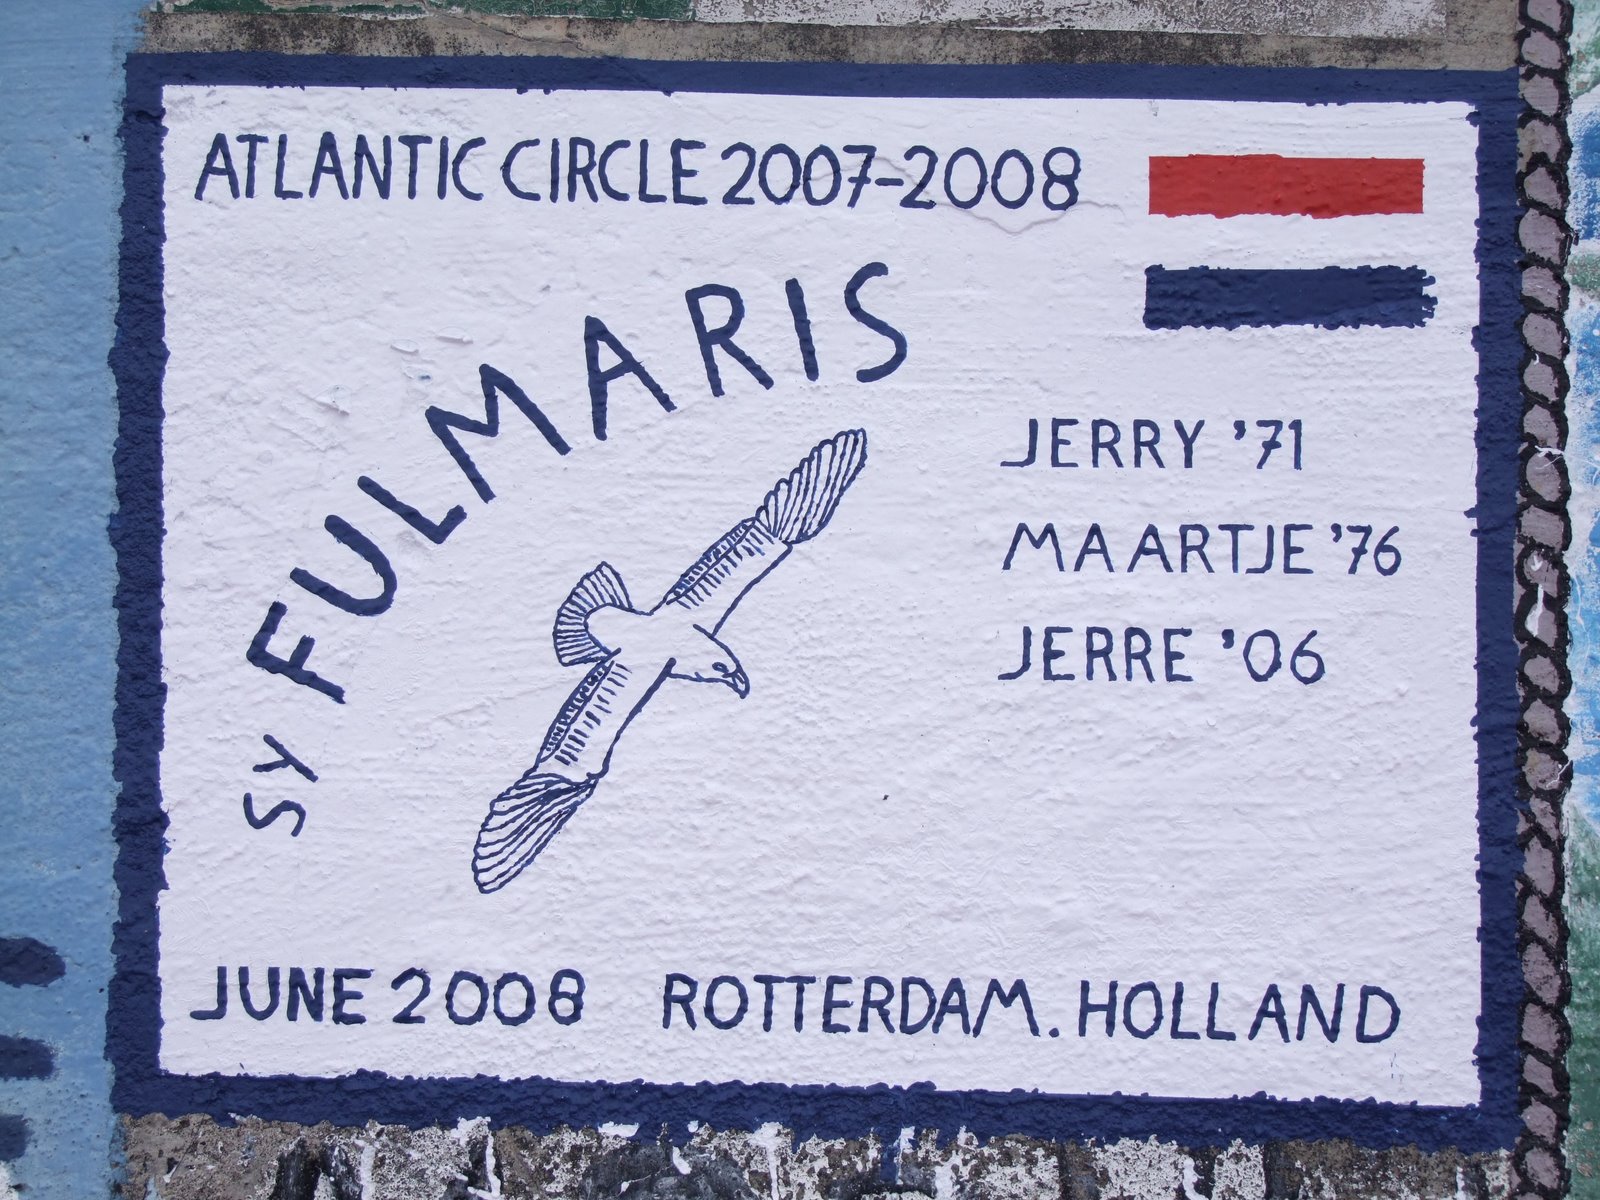 ATLANTIC CIRCLE 2007-2008
SY FULMARIS
JERRY '71
MAARTJE '76
JERRE '06
JUNE 2008 ROTTERDAM. HOLLAND